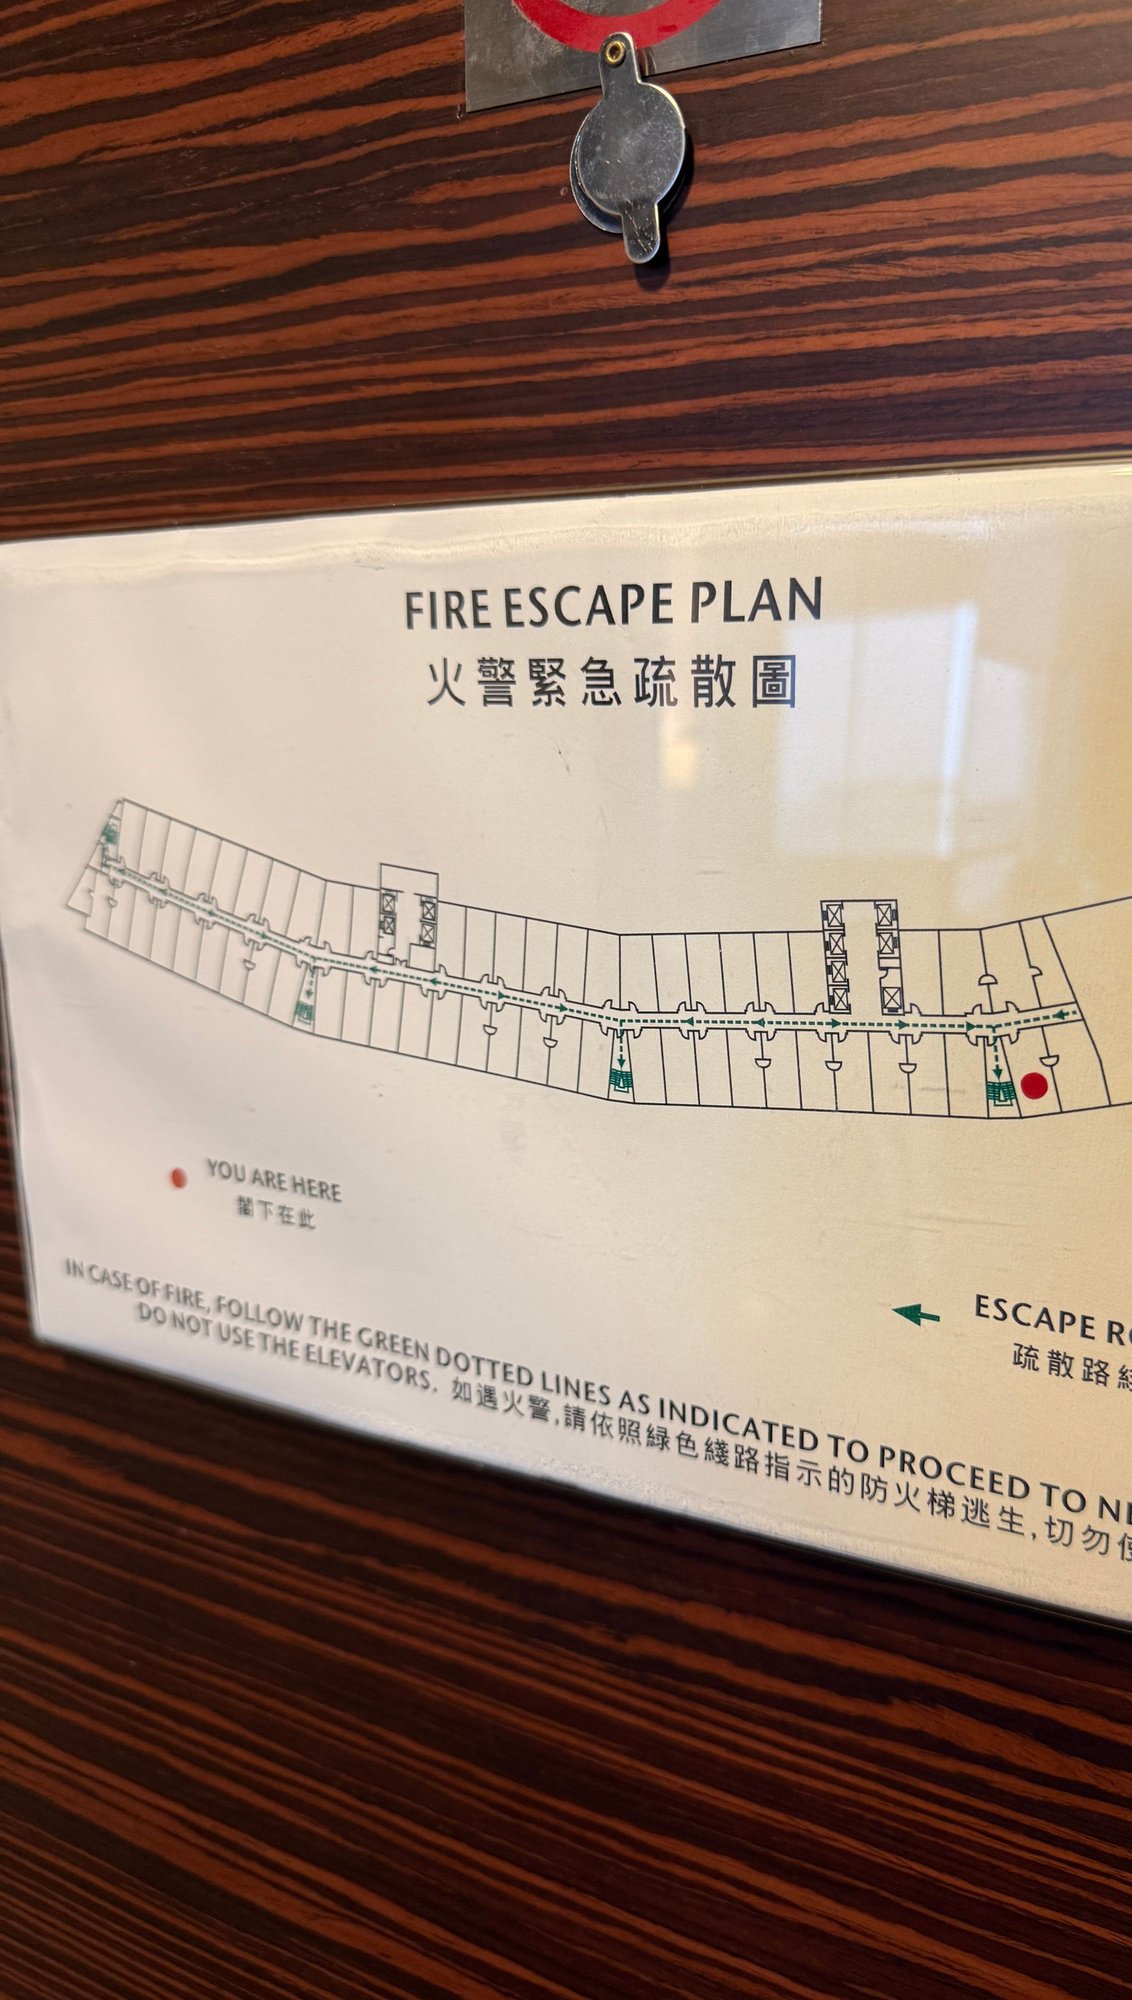 FIRE ESCAPE PLAN
火警緊急疏散圖
YOU ARE HERE
閣下在此
ESCAPE
疏散路
IN CASE OF FIRE, FOLLOW THE GREEN DOTTED LINES AS INDICATED TO PROCEED TO
DO NOT USE THE ELEVATORS. 如遇火警,請依照綠色綫路指示的防火梯逃生,切勿